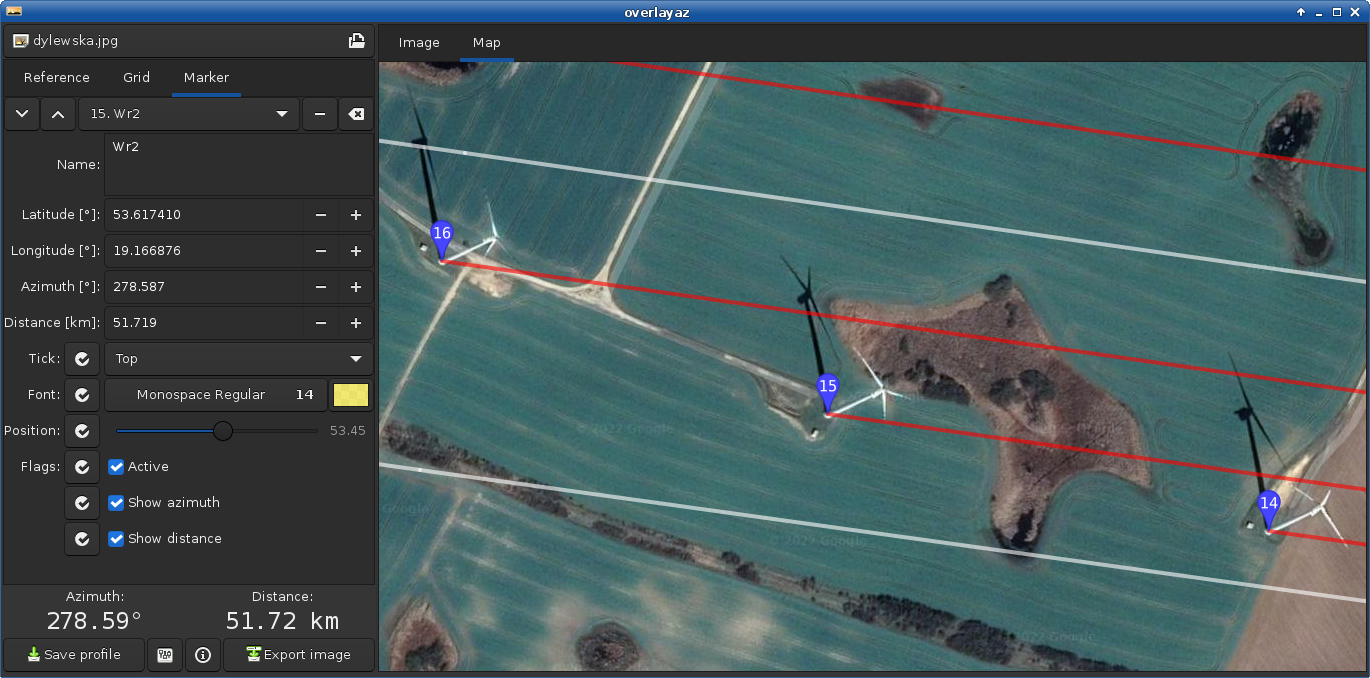 overlayaz
dylewska.jpg
Image Map
Reference Grid Marker
15. Wr2
Name: Wr2
Latitude [°]: 53.617410
Longitude [°]: 19.166876
Azimuth [°]: 278.587
Distance [km]: 51.719
Tick: Top
Font: Monospace Regular 14
Position: 53.45
Flags: Active
Show azimuth
Show distance
Azimuth: Distance:
278.59° 51.72 km
Save profile Export image
16
15
14
© 2022 Google
Google
2022 Google